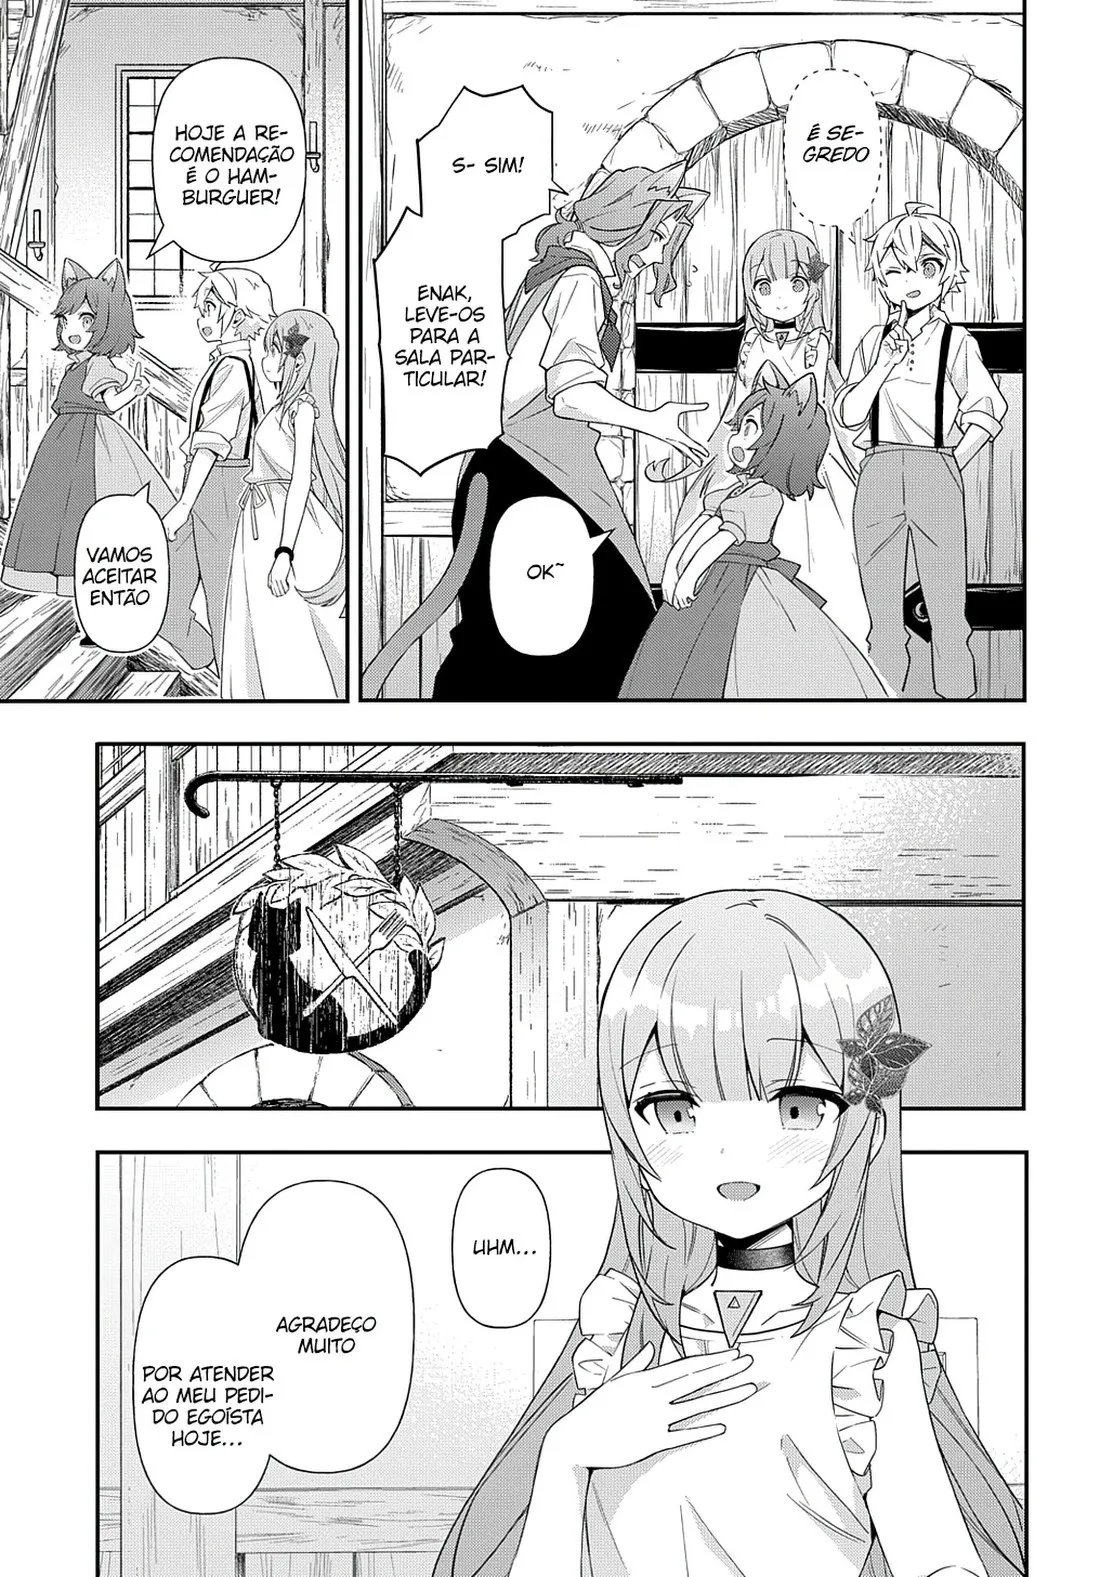 É SE-
GREDO
S- SIM!
ENAK,
LEVE-OS
PARA A
SALA PAR-
TICULAR!
OK~
HOJE A RE-
COMENDAÇÃO
É O HAM-
BURGUER!
VAMOS
ACEITAR
ENTÃO
UHM...
AGRADEÇO
MUITO
POR ATENDER
AO MEU PEDI-
DO EGOÍSTA
HOJE...